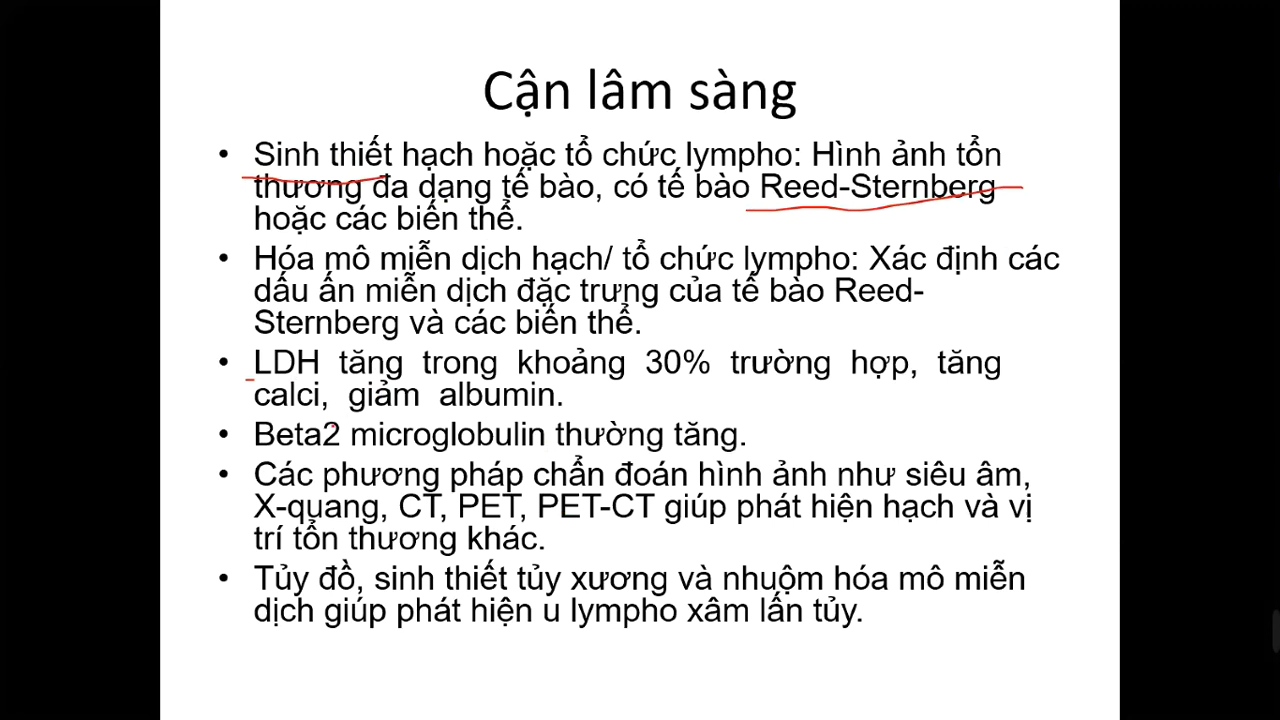 Cận lâm sàng
• Sinh thiết hạch hoặc tổ chức lympho: Hình ảnh tổn
thương đa dạng tế bào, có tế bào Reed-Sternberg
hoặc các biến thể.
• Hóa mô miễn dịch hạch/ tổ chức lympho: Xác định các
dấu ấn miễn dịch đặc trưng của tế bào Reed-
Sternberg và các biến thể.
• LDH tăng trong khoảng 30% trường hợp, tăng
calci, giảm albumin.
• Beta2 microglobulin thường tăng.
• Các phương pháp chẩn đoán hình ảnh như siêu âm,
X-quang, CT, PET, PET-CT giúp phát hiện hạch và vị
trí tổn thương khác.
• Tủy đồ, sinh thiết tủy xương và nhuộm hóa mô miễn
dịch giúp phát hiện u lympho xâm lấn tủy.